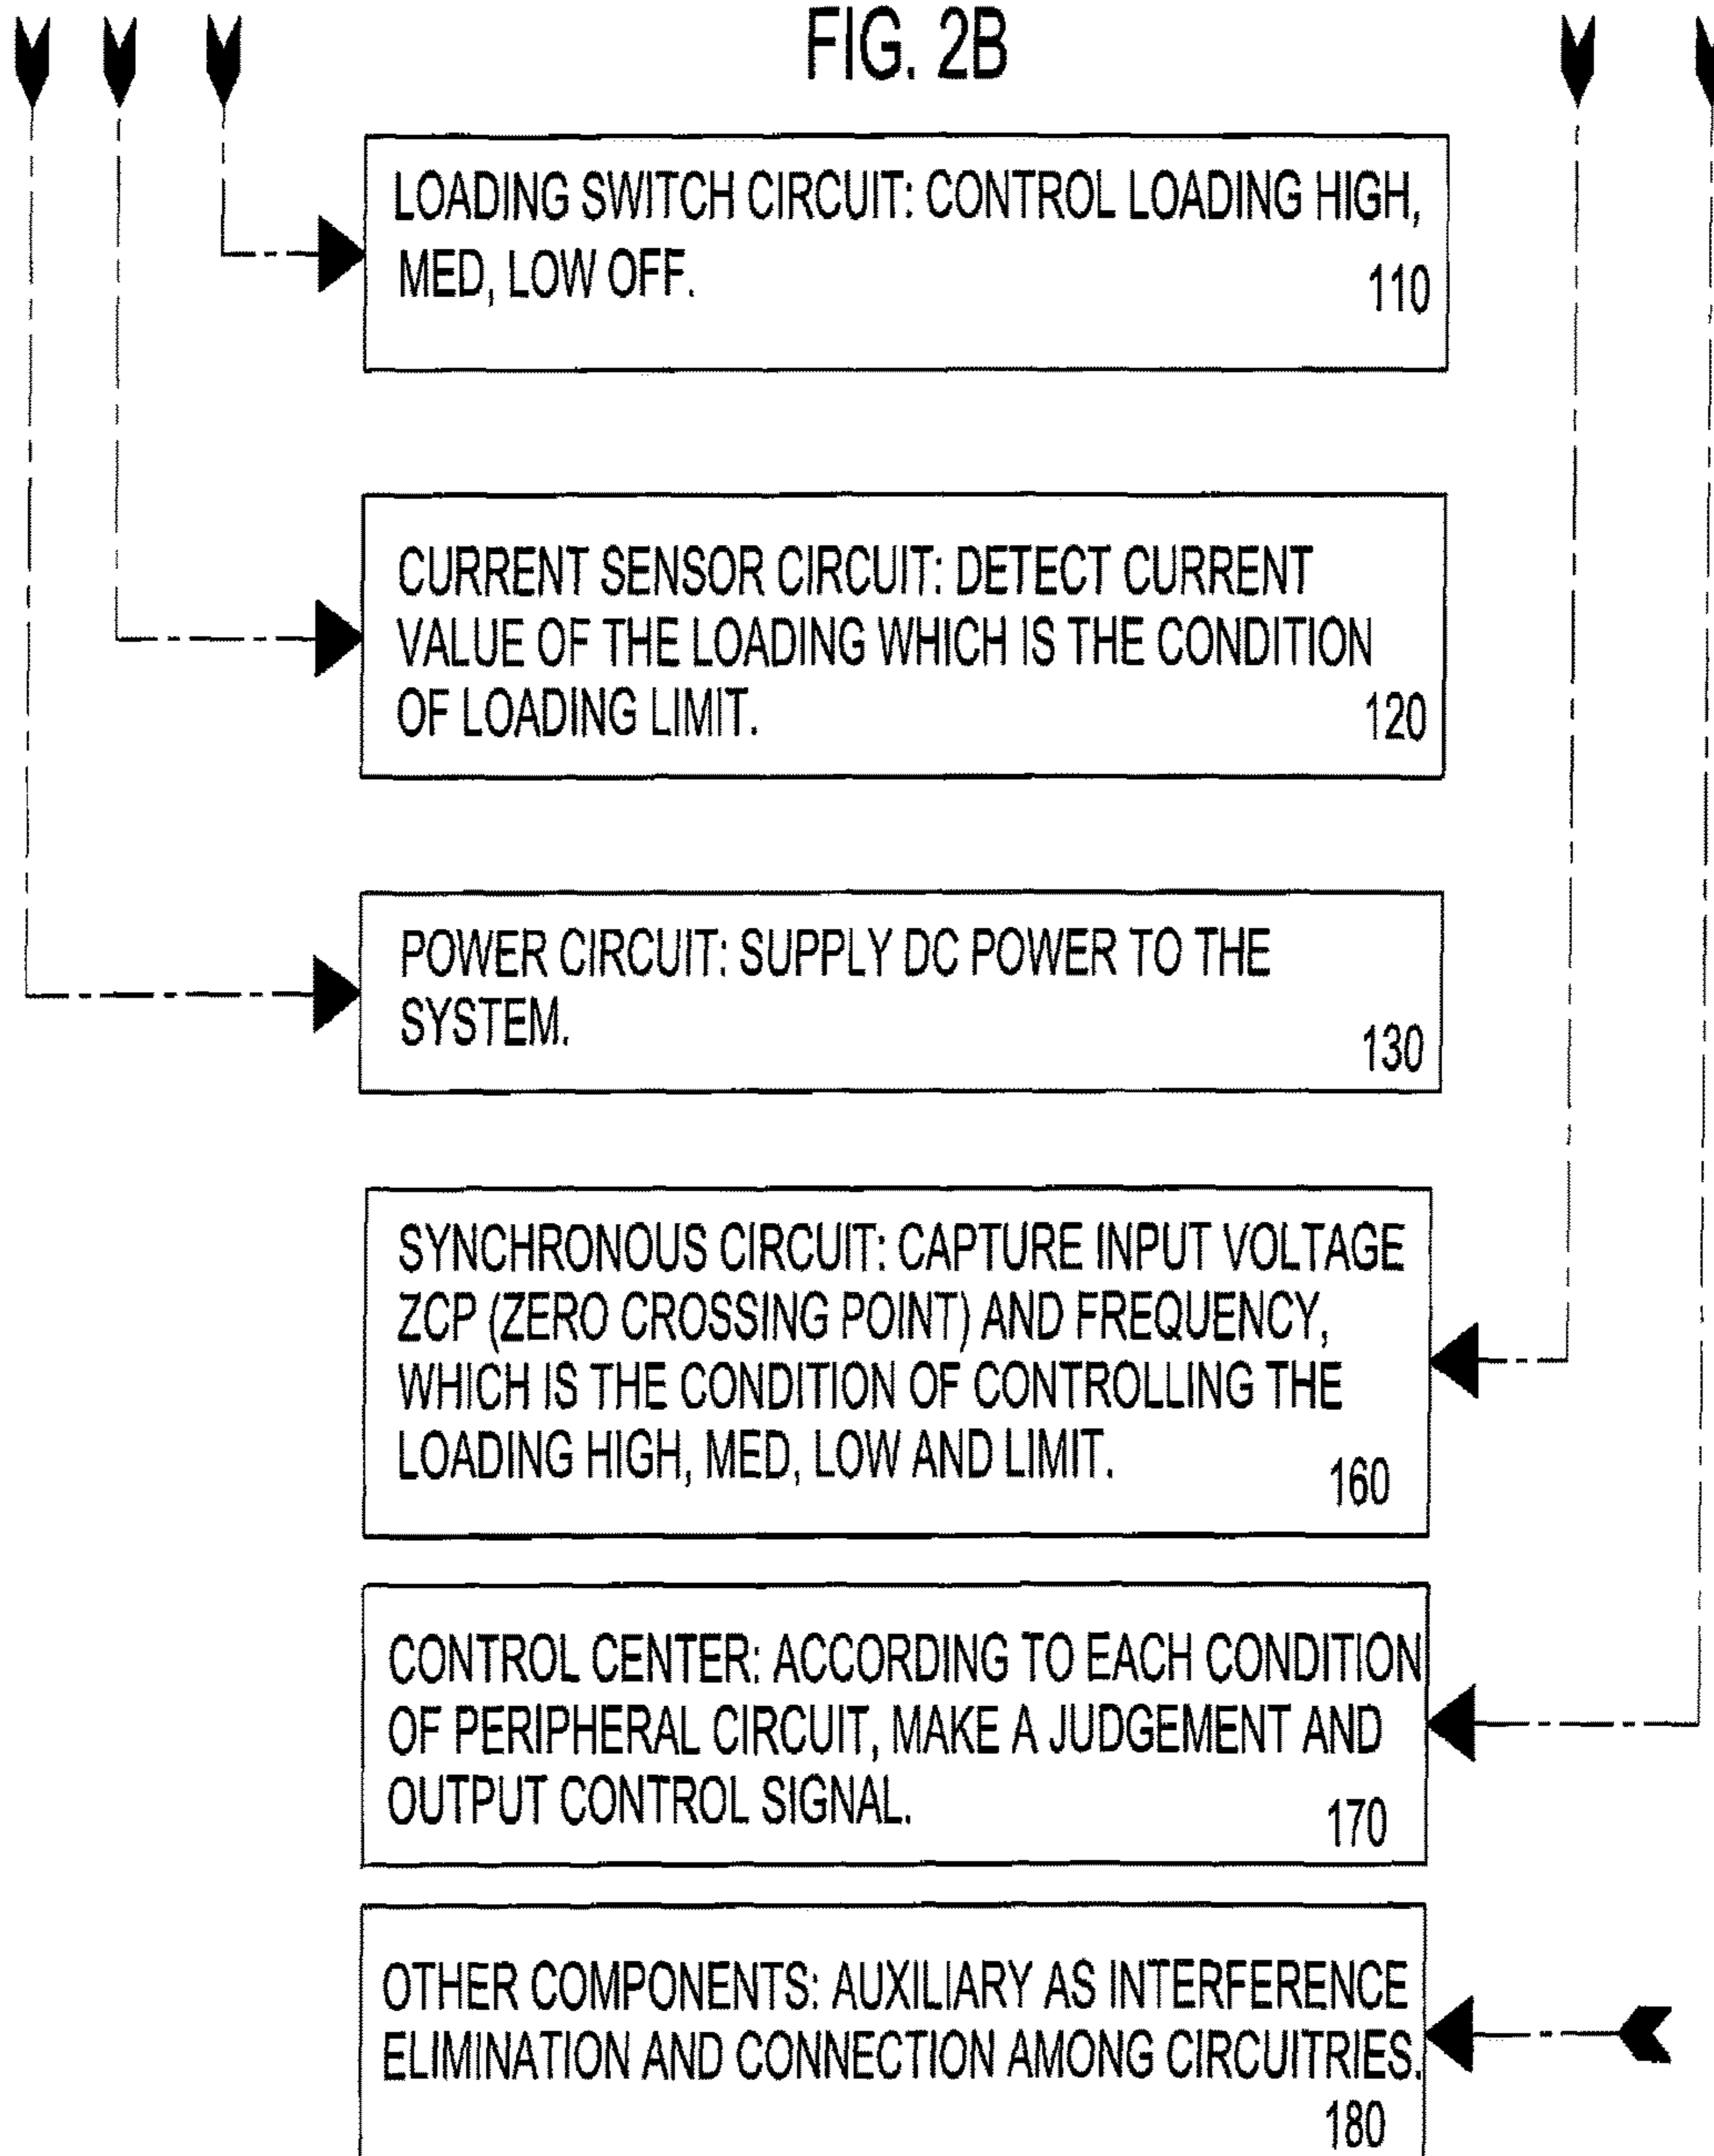 FIG. 2B
LOADING SWITCH CIRCUIT: CONTROL LOADING HIGH,
MED, LOW OFF.
110
CURRENT SENSOR CIRCUIT: DETECT CURRENT
VALUE OF THE LOADING WHICH IS THE CONDITION
OF LOADING LIMIT.
120
POWER CIRCUIT: SUPPLY DC POWER TO THE
SYSTEM.
130
SYNCHRONOUS CIRCUIT: CAPTURE INPUT VOLTAGE
ZCP (ZERO CROSSING POINT) AND FREQUENCY,
WHICH IS THE CONDITION OF CONTROLLING THE
LOADING HIGH, MED, LOW AND LIMIT.
160
CONTROL CENTER: ACCORDING TO EACH CONDITION
OF PERIPHERAL CIRCUIT, MAKE A JUDGEMENT AND
OUTPUT CONTROL SIGNAL.
170
OTHER COMPONENTS: AUXILIARY AS INTERFERENCE
ELIMINATION AND CONNECTION AMONG CIRCUITRIES.
180